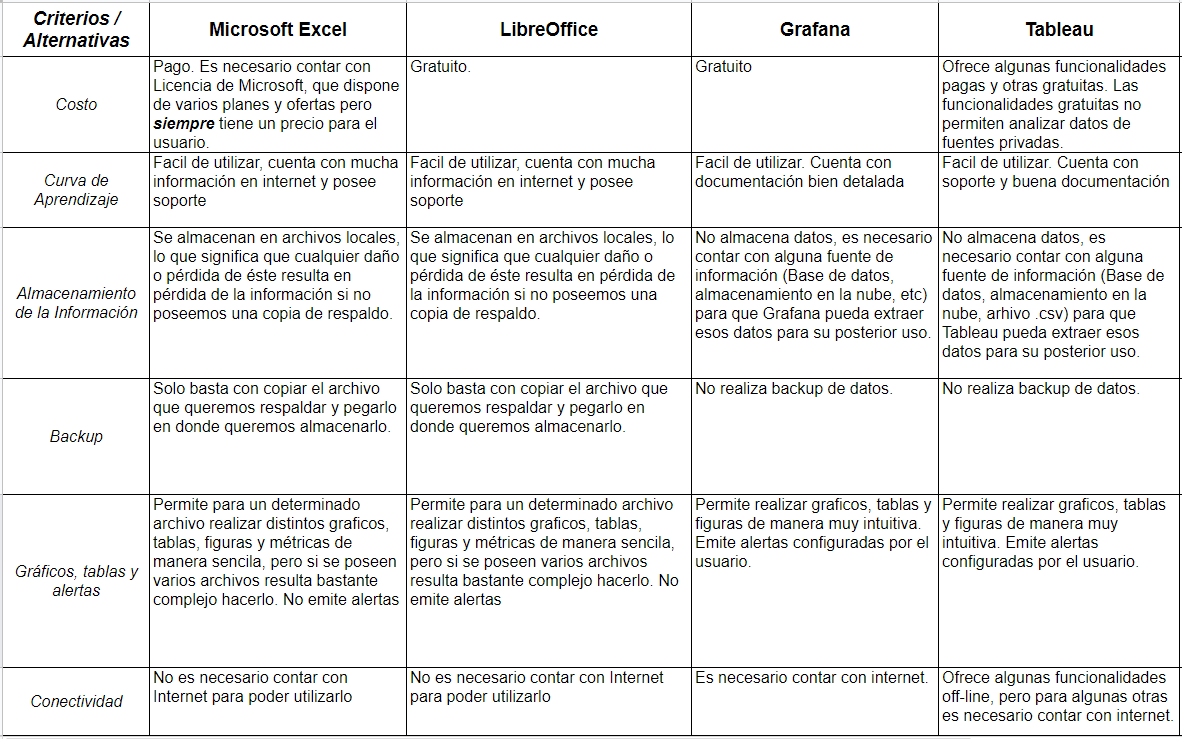 Criterios /
Alternativas
Microsoft Excel
LibreOffice
Grafana
Tableau
Costo
Pago. Es necesario contar con
Licencia de Microsoft, que dispone
de varios planes y ofertas pero
siempre tiene un precio para el
usuario.
Gratuito.
Gratuito
Ofrece algunas funcionalidades
pagas y otras gratuitas. Las
funcionalidades gratuitas no
permiten analizar datos de
fuentes privadas.
Curva de
Aprendizaje
Facil de utilizar, cuenta con mucha
información en internet y posee
soporte
Facil de utilizar, cuenta con mucha
información en internet y posee
soporte
Facil de utilizar. Cuenta con
documentación bien detalada
Facil de utilizar. Cuenta con
soporte y buena documentación
Almacenamiento
de la Información
Se almacenan en archivos locales,
lo que significa que cualquier daño
o pérdida de éste resulta en
pérdida de la información si no
poseemos una copia de respaldo.
Se almacenan en archivos locales, lo
que significa que cualquier daño o
pérdida de éste resulta en pérdida de
la información si no poseemos una
copia de respaldo.
No almacena datos, es necesario
contar con alguna fuente de
información (Base de datos,
almacenamiento en la nube, etc)
para que Grafana pueda extraer
esos datos para su posterior uso.
No almacena datos, es
necesario contar con alguna
fuente de información (Base de
datos, almacenamiento en la
nube, arhivo .csv) para que
Tableau pueda extraer esos
datos para su posterior uso.
Backup
Solo basta con copiar el archivo
que queremos respaldar y pegarlo
en donde queremos almacenarlo.
Solo basta con copiar el archivo que
queremos respaldar y pegarlo en
donde queremos almacenarlo.
No realiza backup de datos.
No realiza backup de datos.
Gráficos, tablas y
alertas
Permite para un determinado
archivo realizar distintos graficos,
tablas, figuras y métricas de
manera sencila, pero si se poseen
varios archivos resulta bastante
complejo hacerlo. No emite alertas
Permite para un determinado archivo
realizar distintos graficos, tablas,
figuras y métricas de manera sencila,
pero si se poseen varios archivos
resulta bastante complejo hacerlo. No
emite alertas
Permite realizar graficos, tablas y
figuras de manera muy intuitiva.
Emite alertas configuradas por el
usuario.
Permite realizar graficos, tablas
y figuras de manera muy
intuitiva. Emite alertas
configuradas por el usuario.
Conectividad
No es necesario contar con
Internet para poder utilizarlo
No es necesario contar con Internet
para poder utilizarlo
Es necesario contar con internet.
Ofrece algunas funcionalidades
off-line, pero para algunas otras
es necesario contar con internet.